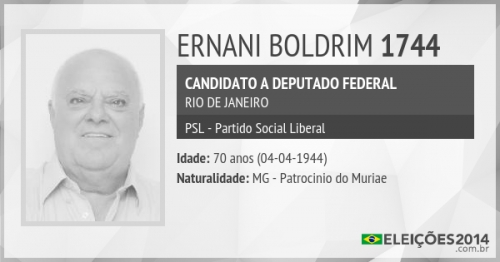 ERNANI BOLDRIM 1744
CANDIDATO A DEPUTADO FEDERAL
RIO DE JANEIRO
PSL - Partido Social Liberal
Idade: 70 anos (04-04-1944)
Naturalidade: MG - Patrocinio do Muriae
ELEIÇÕES2014
.com.br